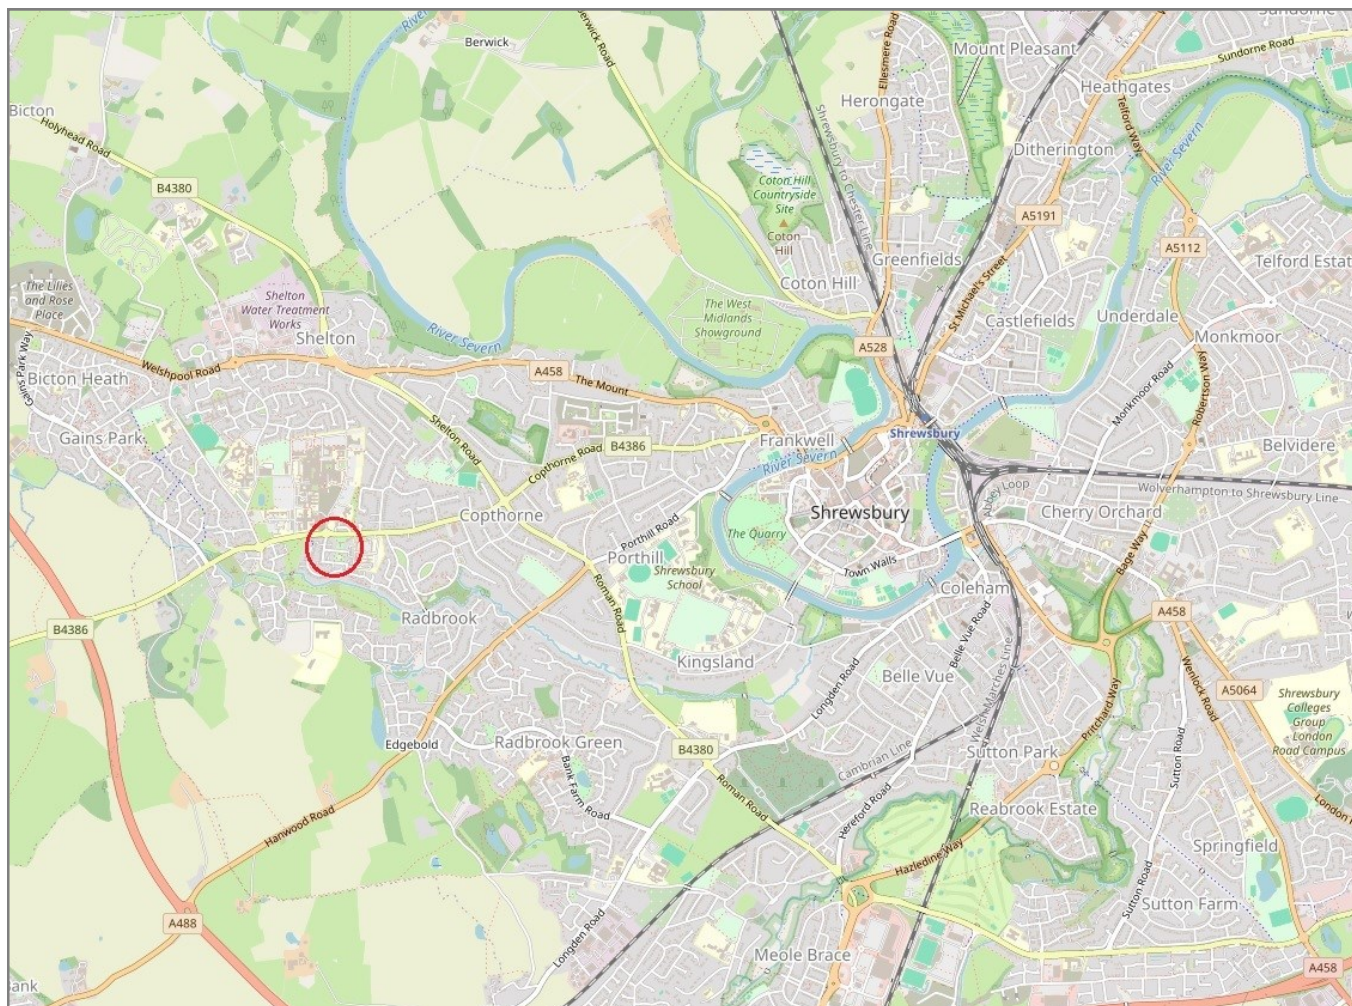 Berwick
Berwick Road
River Severn
Ellesmere Road
Mount Pleasant
Sundorne
Sundorne Road
Bicton
Holyhead Road
Herongate
Heathgates
Telford Way
Shrewsbury to Chester Line
Ditherington
River Severn
B4380
Coton Hill
Countryside
Site
Coton
Hill
A5191
A5112
Greenfields
Telford Estate
The Lilies
and Rose
Place
Shelton
Water Treatment
Works
Coton Hill
St Michael's Street
The West
Midlands
Showground
Castlefields
Underdale
Monkmoor
River Severn
Shelton
A528
Gains Park Way
Welshpool Road
A458
The Mount
Bicton Heath
Monkmoor Road
Robertson Way
Shelton Road
Gains Park
Frankwell
Shrewsbury
B4386
Copthorne Road
River Severn
Belvidere
Abbey Loop
Wolverhampton to Shrewsbury Line
Copthorne
Shrewsbury
Cherry Orchard
Porthill Road
The Quarry
Bage Way
Porthill
Shrewsbury
School
Town Walls
Coleham
Roman Road
Radbrook
A458
B4386
Belle Vue Road
Welsh Marches Line
Kingsland
Longden Road
Belle Vue
Wenlock Road
A5064
Pritchard Way
Shrewsbury
Colleges
Group
London
Road Campus
Edgebold
Radbrook Green
B4380
Cambrian Line
Sutton Park
Sutton Road
Bank Farm Road
Roman Road
Hereford Road
Reabrook Estate
Hanwood Road
London
Springfield
Hazledine Way
Sutton Road
A488
Longden Road
Sutton Farm
Meole Brace
A458